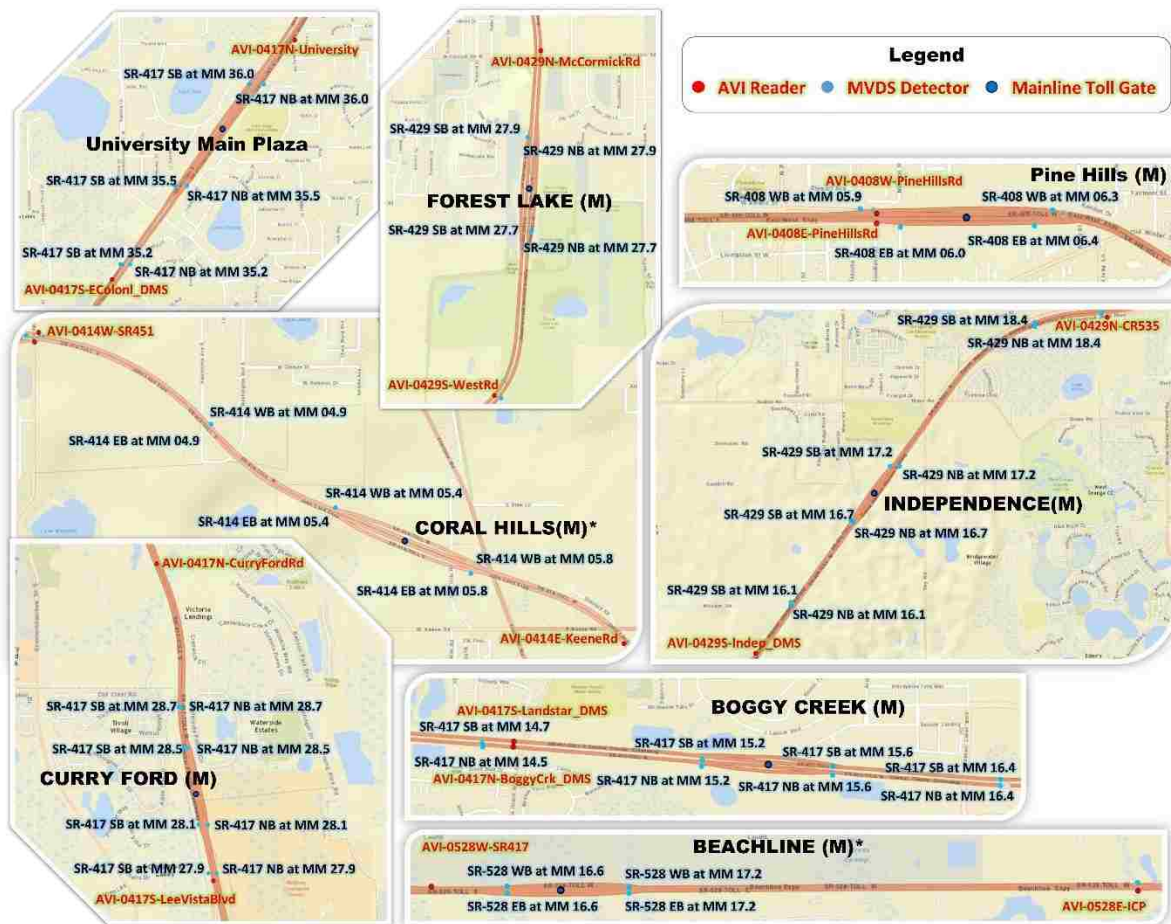 AVI-0417N-University
SR-417 SB at MM 36.0
SR-417 NB at MM 36.0
University Main Plaza
SR-417 SB at MM 35.5
SR-417 NB at MM 35.5
SR-417 SB at MM 35.2
SR-417 NB at MM 35.2
AVI-0417S-EColonl_DMS
AVI-0429N-McCormickRd
SR-429 SB at MM 27.9
SR-429 NB at MM 27.9
FOREST LAKE (M)
SR-429 SB at MM 27.7
SR-429 NB at MM 27.7
AVI-0429S-WestRd
Legend
AVI Reader
MVDS Detector
Mainline Toll Gate
Pine Hills (M)
AVI-0408W-PineHillsRd
SR-408 WB at MM 05.9
SR-408 WB at MM 06.3
AVI-0408E-PineHillsRd
SR-408 EB at MM 06.4
SR-408 EB at MM 06.0
AVI-0414W-SR451
SR-414 WB at MM 04.9
SR-414 EB at MM 04.9
SR-414 WB at MM 05.4
SR-414 EB at MM 05.4
CORAL HILLS(M)*
SR-414 WB at MM 05.8
SR-414 EB at MM 05.8
AVI-0414E-KeeneRd
SR-429 SB at MM 18.4
AVI-0429N-CR535
SR-429 NB at MM 18.4
SR-429 SB at MM 17.2
SR-429 NB at MM 17.2
INDEPENDENCE(M)
SR-429 SB at MM 16.7
SR-429 NB at MM 16.7
Bridgewater
Village
West
Orange CC
SR-429 SB at MM 16.1
SR-429 NB at MM 16.1
AVI-0429S-Indep_DMS
AVI-0417N-CurryFordRd
Victoria
Landings
SR-417 SB at MM 28.7
SR-417 NB at MM 28.7
Tivoli
Village
Waterside
Estates
SR-417 SB at MM 28.5
SR-417 NB at MM 28.5
CURRY FORD (M)
SR-417 SB at MM 28.1
SR-417 NB at MM 28.1
SR-417 SB at MM 27.9
SR-417 NB at MM 27.9
AVI-0417S-LeeVistaBlvd
AVI-0417S-Landstar_DMS
BOGGY CREEK (M)
SR-417 SB at MM 14.7
SR-417 SB at MM 15.2
SR-417 SB at MM 15.6
SR-417 NB at MM 14.5
SR-417 SB at MM 16.4
AVI-0417N-BoggyCrk_DMS
SR-417 NB at MM 15.2
SR-417 NB at MM 15.6
SR-417 NB at MM 16.4
AVI-0528W-SR417
BEACHLINE (M)*
SR-528 WB at MM 16.6
SR-528 WB at MM 17.2
SR-528 EB at MM 16.6
SR-528 EB at MM 17.2
AVI-0528E-ICP